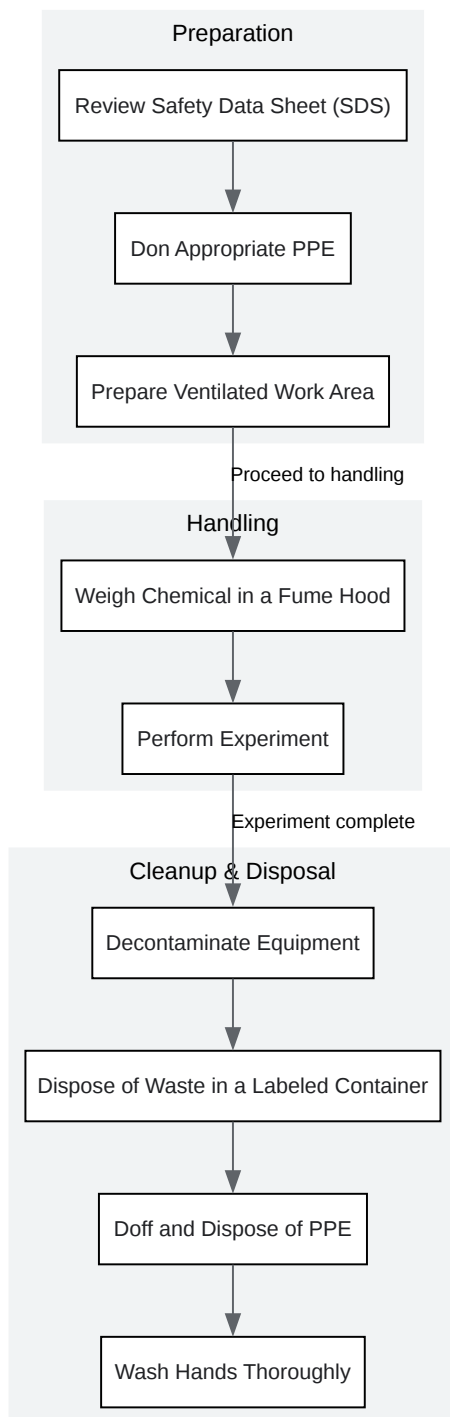 Preparation
Review Safety Data Sheet (SDS)
Don Appropriate PPE
Prepare Ventilated Work Area
Proceed to handling
Handling
Weigh Chemical in a Fume Hood
Perform Experiment
Experiment complete
Cleanup & Disposal
Decontaminate Equipment
Dispose of Waste in a Labeled Container
Doff and Dispose of PPE
Wash Hands Thoroughly